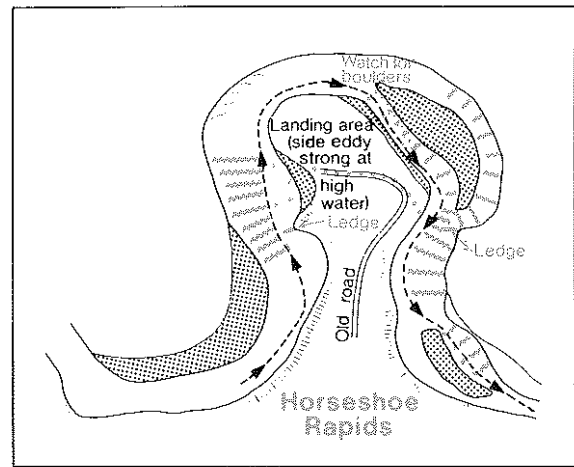 Watch for
boulders
Landing area
(side eddy
strong at
high
water)
Ledge
Ledge
Old road
Horseshoe
Rapids